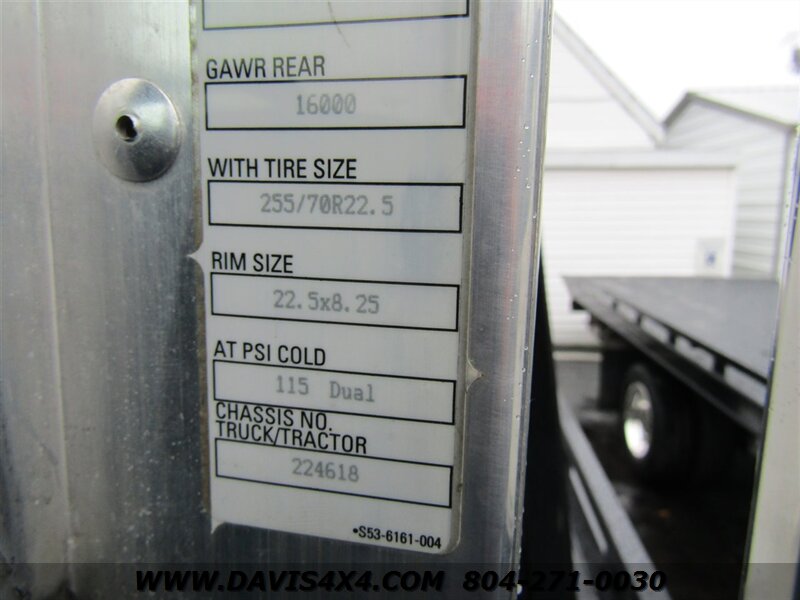 GAWR REAR
16000
WITH TIRE SIZE
255/70R22.5
RIM SIZE
22.5x8.25
AT PSI COLD
115 Dual
CHASSIS NO.
TRUCK/TRACTOR
224618
•S53-6161-004
WWW.DAVIS4X4.COM 804-271-0030